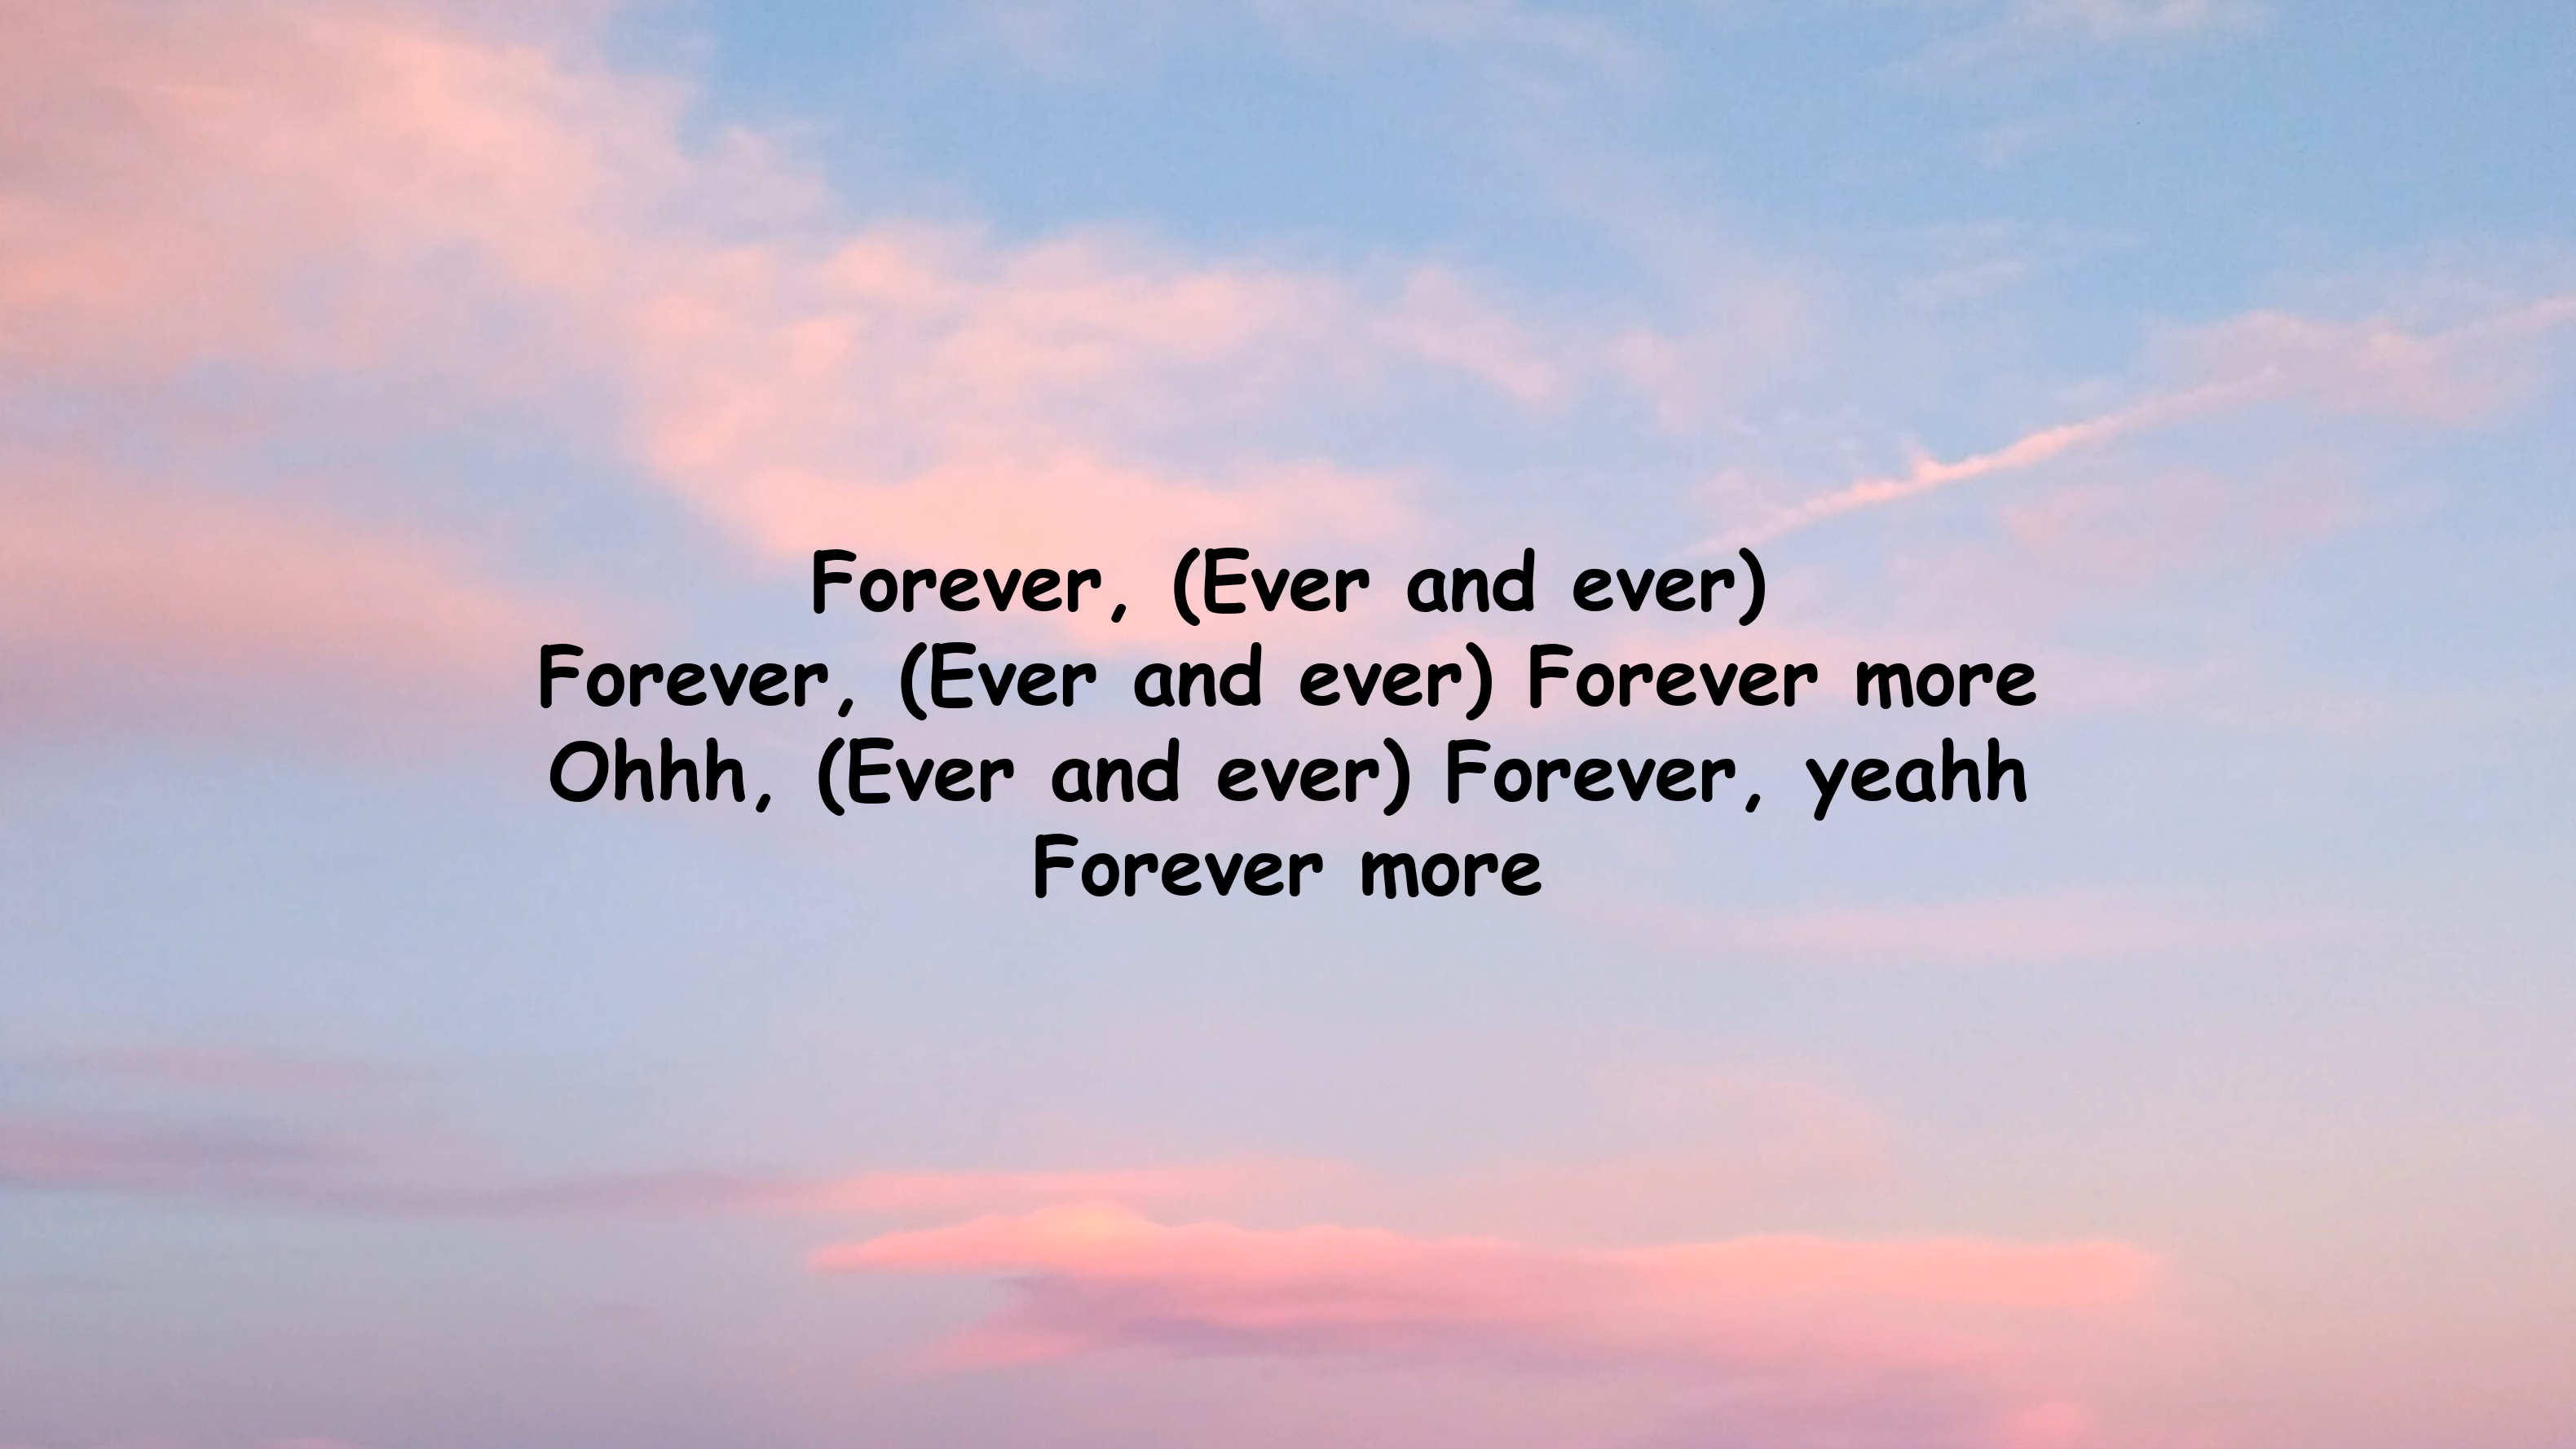 Forever, (Ever and ever)
Forever, (Ever and ever) Forever more
Ohhh, (Ever and ever) Forever, yeahh
Forever more